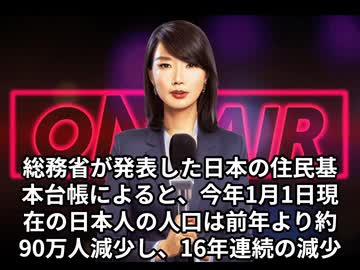 ON AIR
総務省が発表した日本の住民基
本台帳によると、今年1月1日現
在の日本人の人口は前年より約
90万人減少し、16年連続の減少